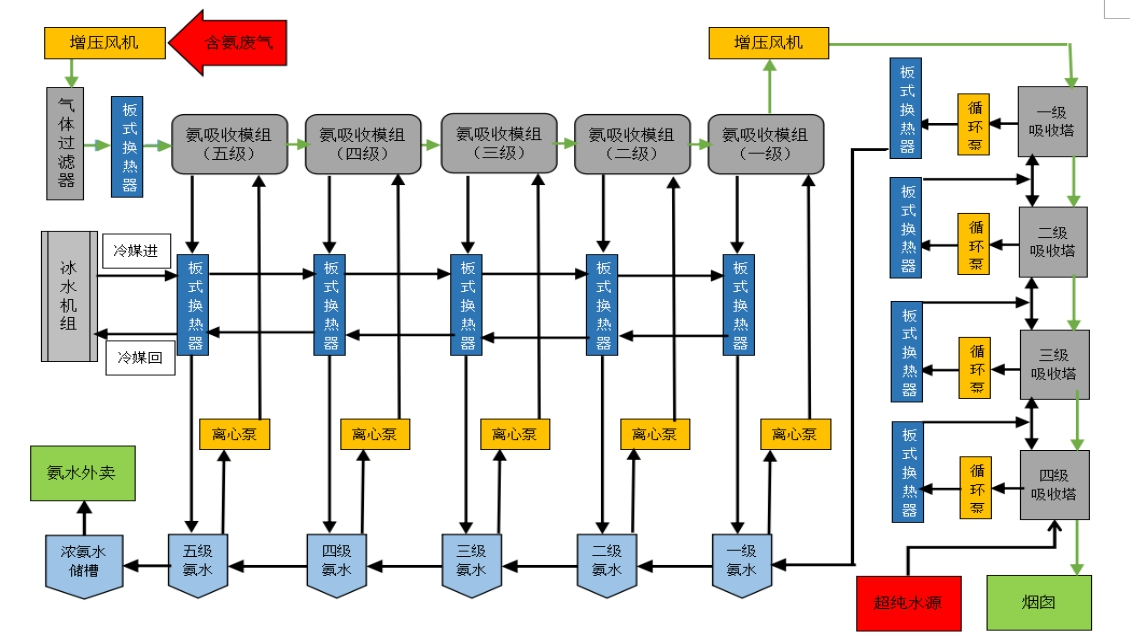 增压风机
含氨废气
增压风机
气体过滤器
板式换热器
氨吸收模组
（五级）
氨吸收模组
（四级）
氨吸收模组
（三级）
氨吸收模组
（二级）
氨吸收模组
（一级）
板式换热器
循环泵
一级
吸收塔
板式换热器
循环泵
二级
吸收塔
冰水机组
冷媒进
冷媒回
板式换热器
板式换热器
板式换热器
板式换热器
板式换热器
板式换热器
循环泵
三级
吸收塔
离心泵
离心泵
离心泵
离心泵
离心泵
板式换热器
循环泵
四级
吸收塔
氨水外卖
浓氨水
储槽
五级
氨水
四级
氨水
三级
氨水
二级
氨水
一级
氨水
超纯水源
烟囱